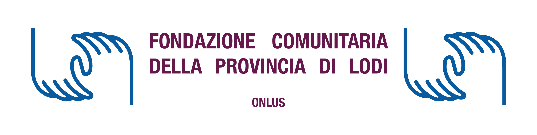 FONDAZIONE COMUNITARIA
DELLA PROVINCIA DI LODI
ONLUS